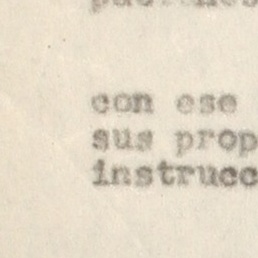 con ese
sus prop
instrucc